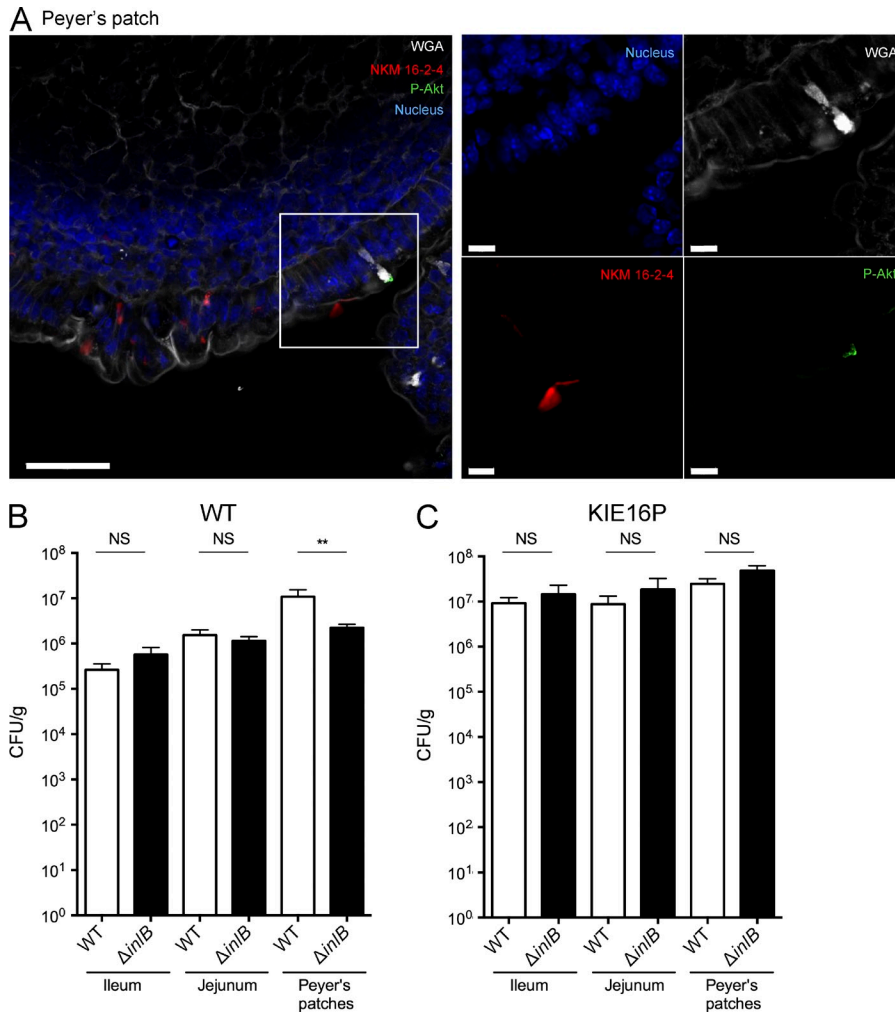 A Peyer's patch
WGA
NKM 16-2-4
P-Akt
Nucleus
Nucleus
WGA
NKM 16-2-4
P-Akt
B WT
NS NS **
CFU/g
10⁸
10⁷
10⁶
10⁵
10⁴
10³
10²
10¹
10⁰
WT ΔinlB WT ΔinlB WT ΔinlB
Ileum Jejunum Peyer's
patches
C KIE16P
NS NS NS
CFU/g
10⁸
10⁷
10⁶
10⁵
10⁴
10³
10²
10¹
10⁰
WT ΔinlB WT ΔinlB WT ΔinlB
Ileum Jejunum Peyer's
patches